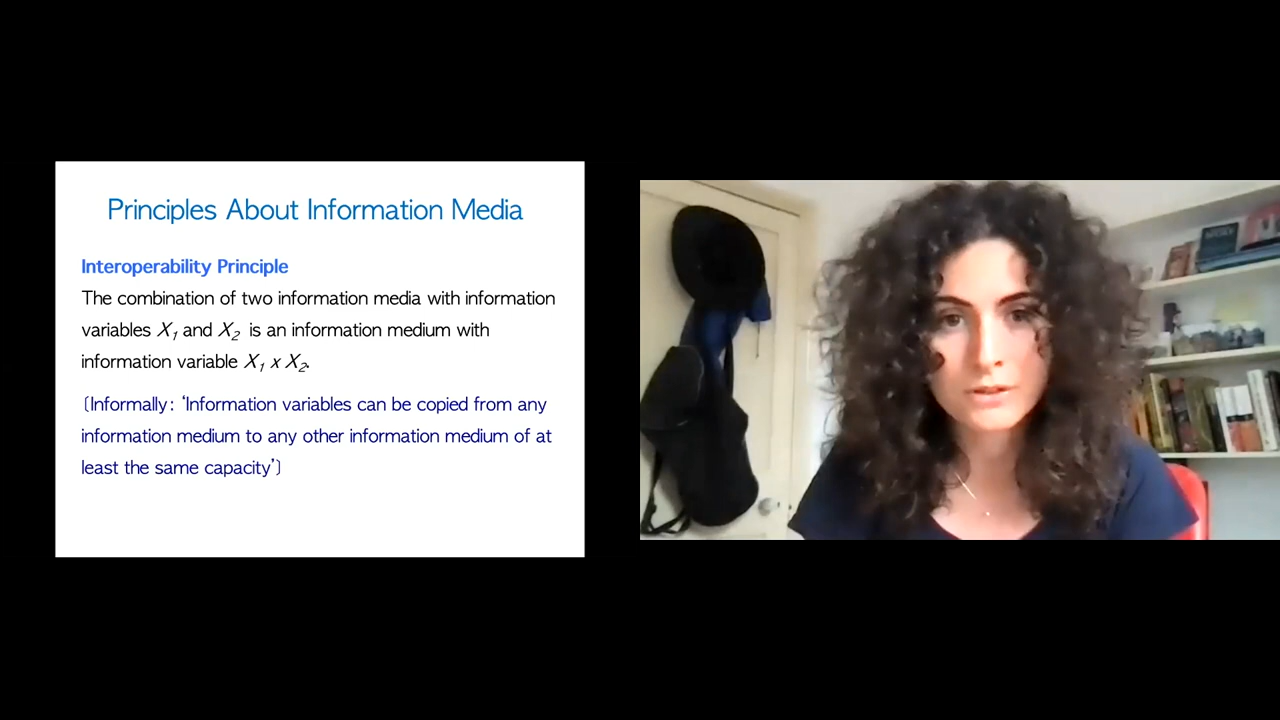 Principles About Information Media
Interoperability Principle
The combination of two information media with information
variables X₁ and X₂ is an information medium with
information variable X₁ x X₂.
(Informally: ‘Information variables can be copied from any
information medium to any other information medium of at
least the same capacity’)